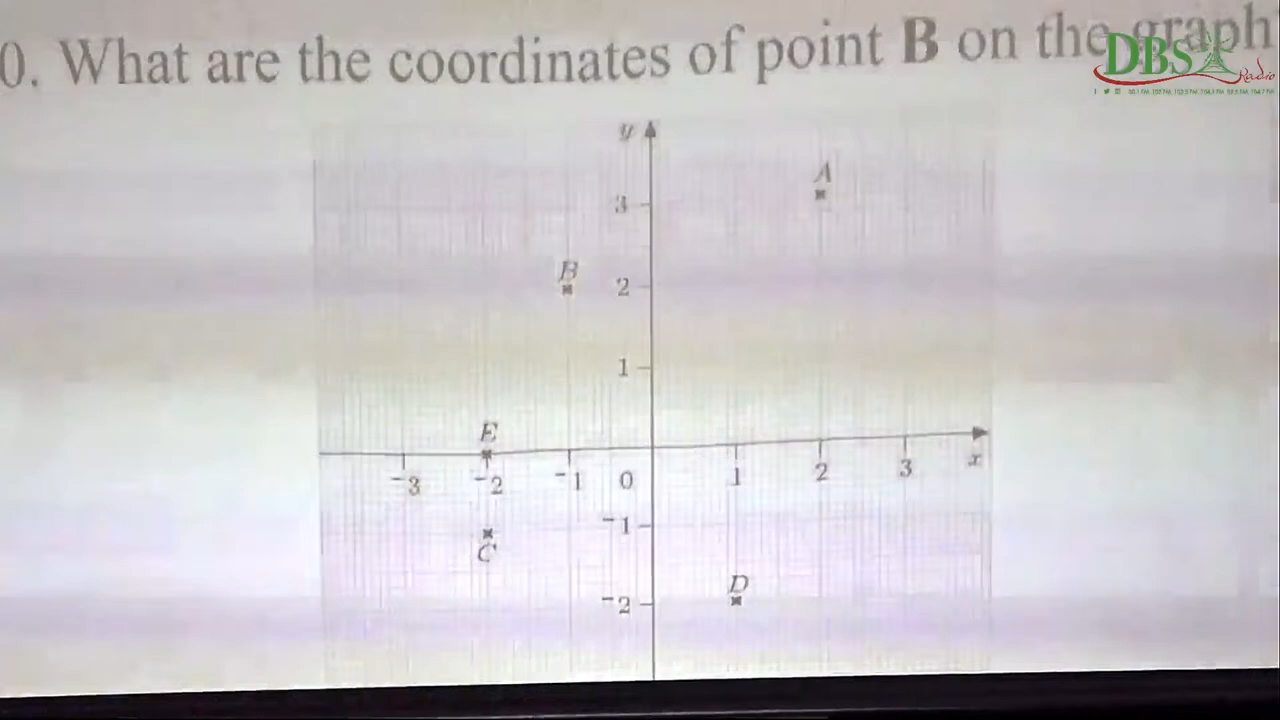 0. What are the coordinates of point B on the graph
DBS
Radio
y
A
3
B
2
1
E
x
-3 -2 -1 0 1 2 3
-1
C
D
-2